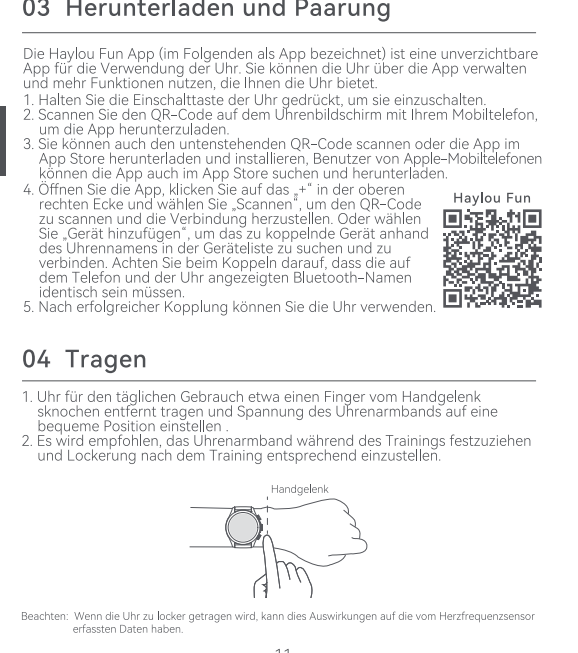 03 Herunterladen und Paarung
Die Haylou Fun App (im Folgenden als App bezeichnet) ist eine unverzichtbare
App für die Verwendung der Uhr. Sie können die Uhr über die App verwalten
und mehr Funktionen nutzen, die Ihnen die Uhr bietet.
1. Halten Sie die Einschalttaste der Uhr gedrückt, um sie einzuschalten.
2. Scannen Sie den QR-Code auf dem Uhrenbildschirm mit Ihrem Mobiltelefon,
um die App herunterzuladen.
3. Sie können auch den untenstehenden QR-Code scannen oder die App im
App Store herunterladen und installieren, Benutzer von Apple-Mobiltelefonen
können die App auch im App Store suchen und herunterladen.
4. Öffnen Sie die App, klicken Sie auf das „+" in der oberen
rechten Ecke und wählen Sie „Scannen", um den QR-Code
zu scannen und die Verbindung herzustellen. Oder wählen
Sie „Gerät hinzufügen", um das zu koppelnde Gerät anhand
des Uhrennamens in der Geräteliste zu suchen und zu
verbinden. Achten Sie beim Koppeln darauf, dass die auf
dem Telefon und der Uhr angezeigten Bluetooth-Namen
identisch sein müssen.
5. Nach erfolgreicher Kopplung können Sie die Uhr verwenden.
Haylou Fun
04 Tragen
1. Uhr für den täglichen Gebrauch etwa einen Finger vom Handgelenk
sknochen entfernt tragen und Spannung des Uhrenarmbands auf eine
bequeme Position einstellen .
2. Es wird empfohlen, das Uhrenarmband während des Trainings festzuziehen
und Lockerung nach dem Training entsprechend einzustellen.
Handgelenk
Beachten: Wenn die Uhr zu locker getragen wird, kann dies Auswirkungen auf die vom Herzfrequenzsensor
erfassten Daten haben.
11